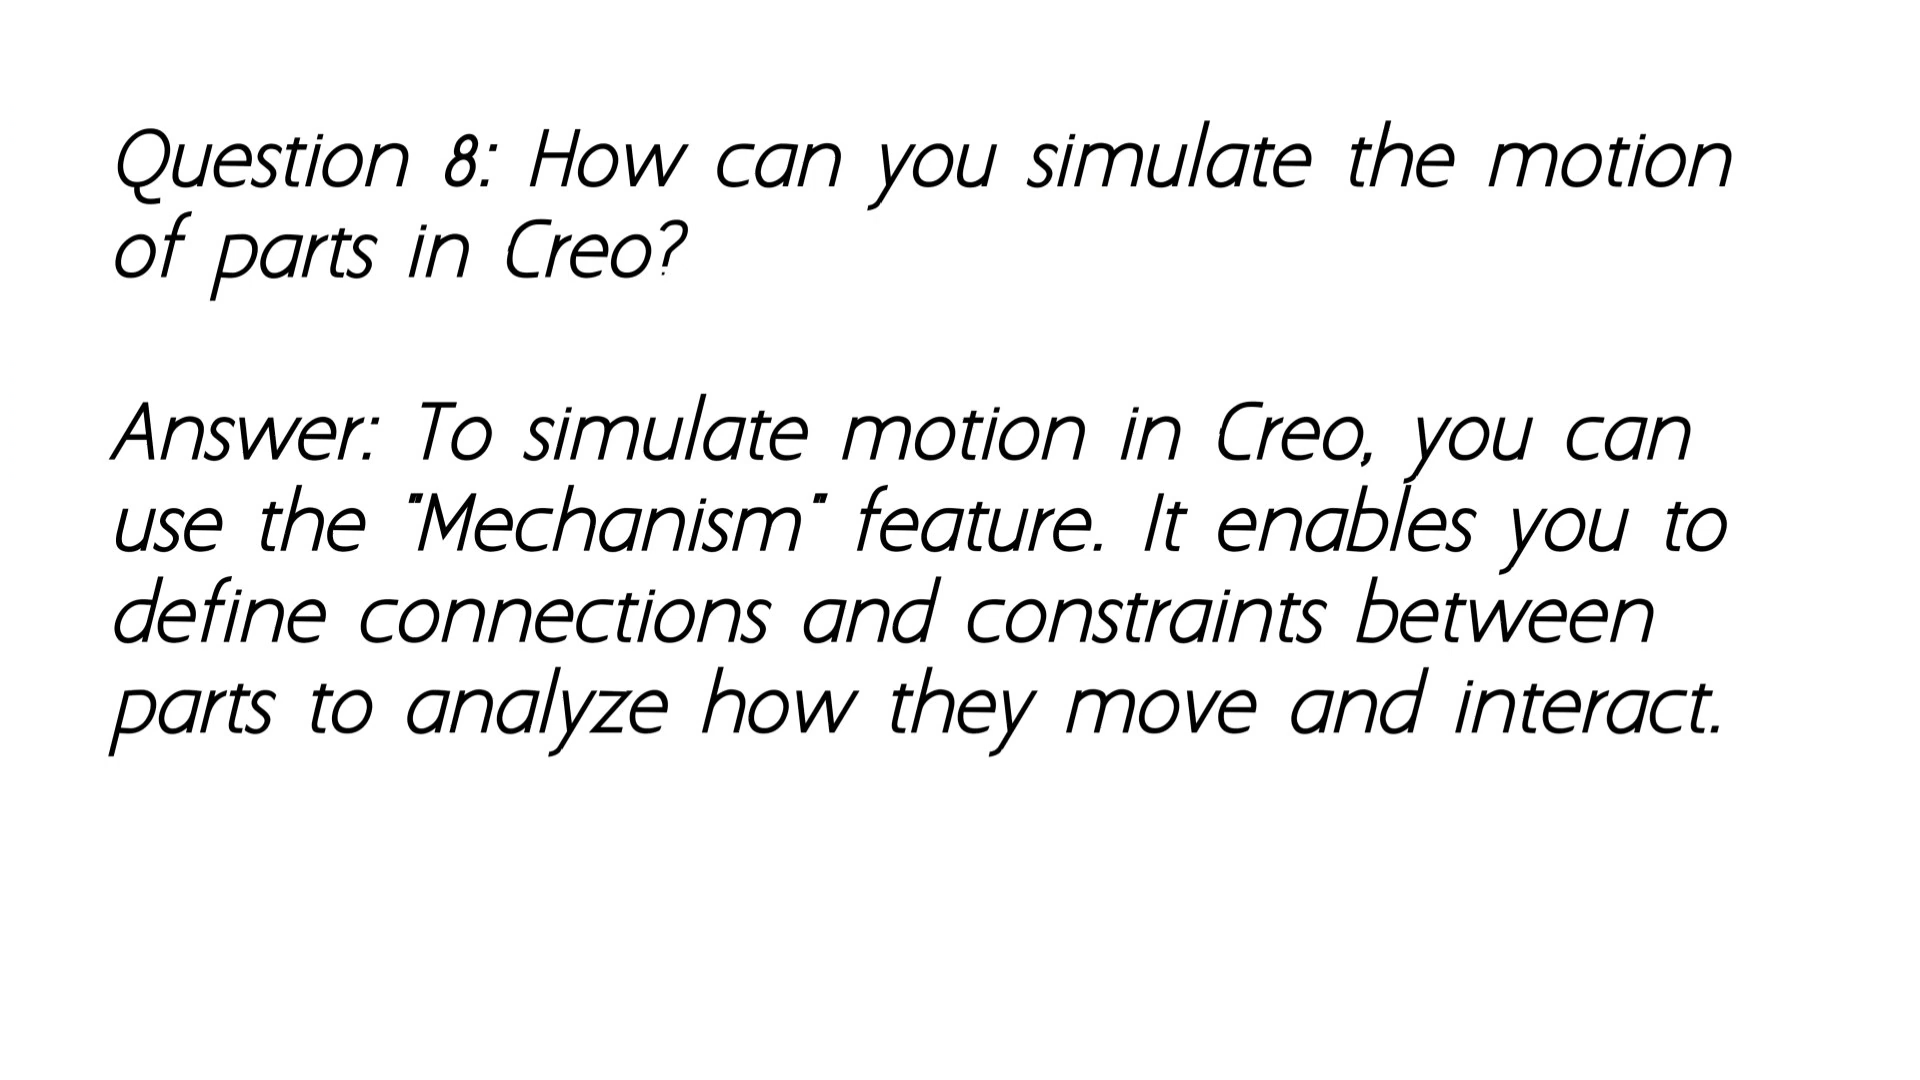 Question 8: How can you simulate the motion
of parts in Creo?
Answer: To simulate motion in Creo, you can
use the "Mechanism" feature. It enables you to
define connections and constraints between
parts to analyze how they move and interact.